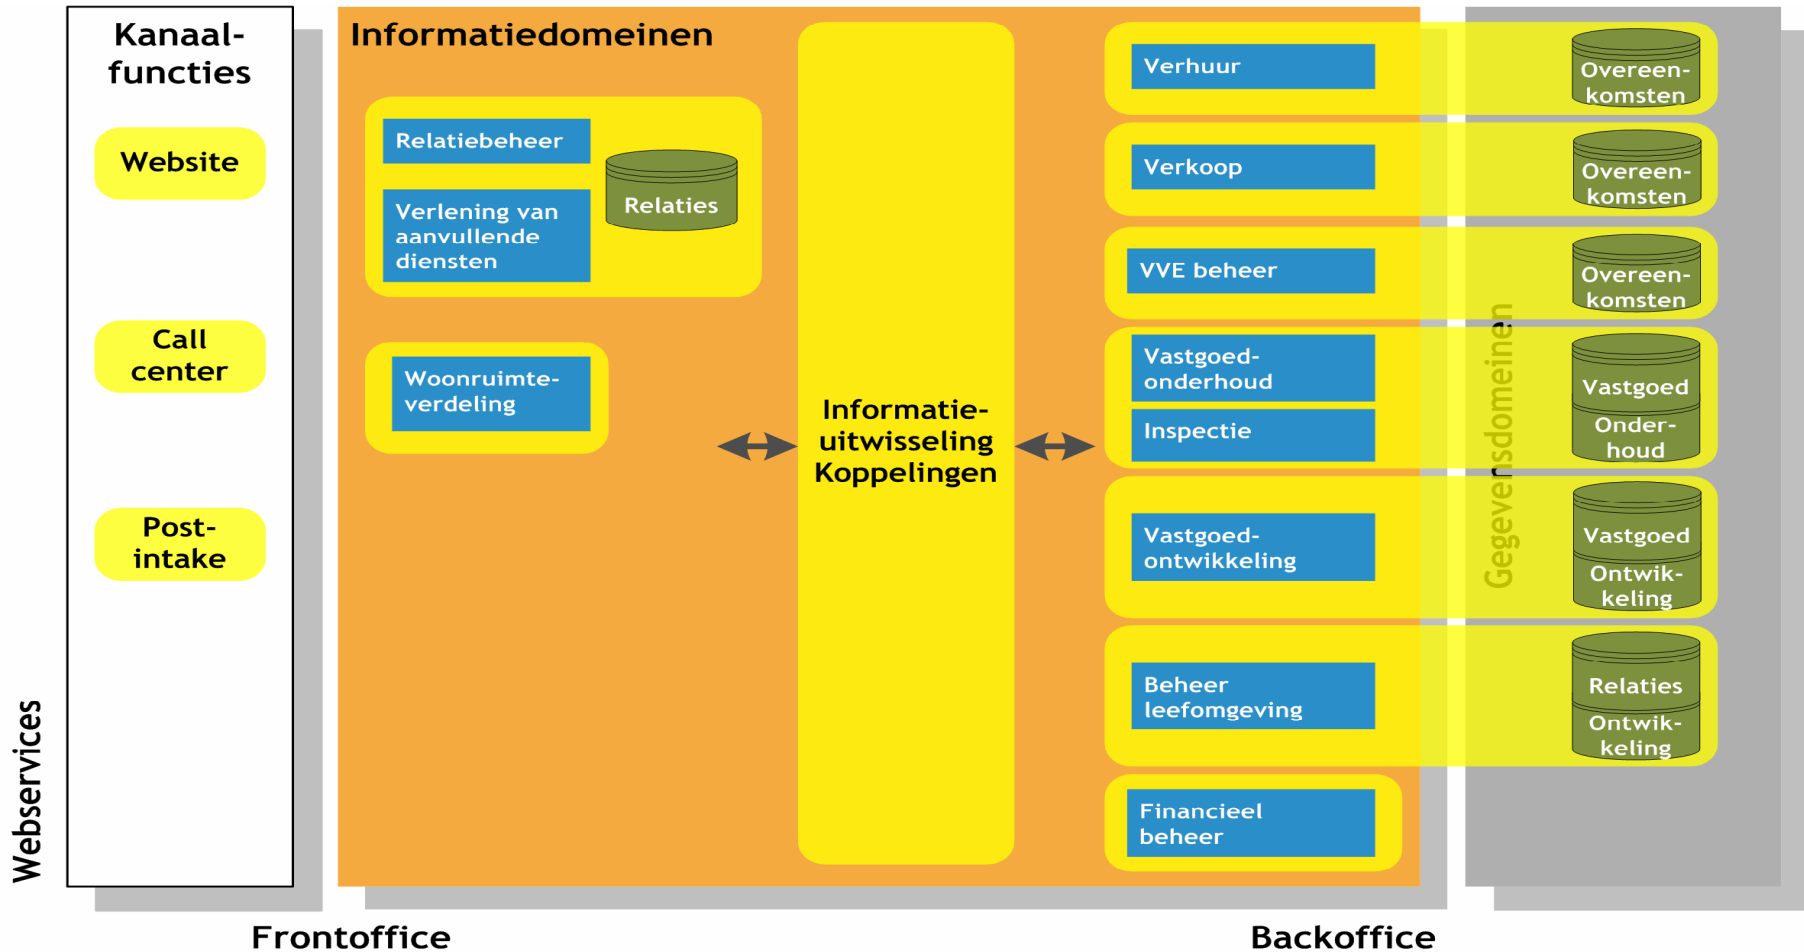 Kanaal-
functies
Website
Call
center
Post-
intake
Webservices
Informatiedomeinen
Relatiebeheer
Verlening van
aanvullende
diensten
Relaties
Woonruimte-
verdeling
Informatie-
uitwisseling
Koppelingen
Verhuur
Verkoop
VVE beheer
Vastgoed-
onderhoud
Inspectie
Vastgoed-
ontwikkeling
Beheer
leefomgeving
Financieel
beheer
Gegevensdomeinen
Overeen-
komsten
Overeen-
komsten
Overeen-
komsten
Vastgoed
Onder-
houd
Vastgoed
Ontwik-
keling
Relaties
Ontwik-
keling
Frontoffice
Backoffice